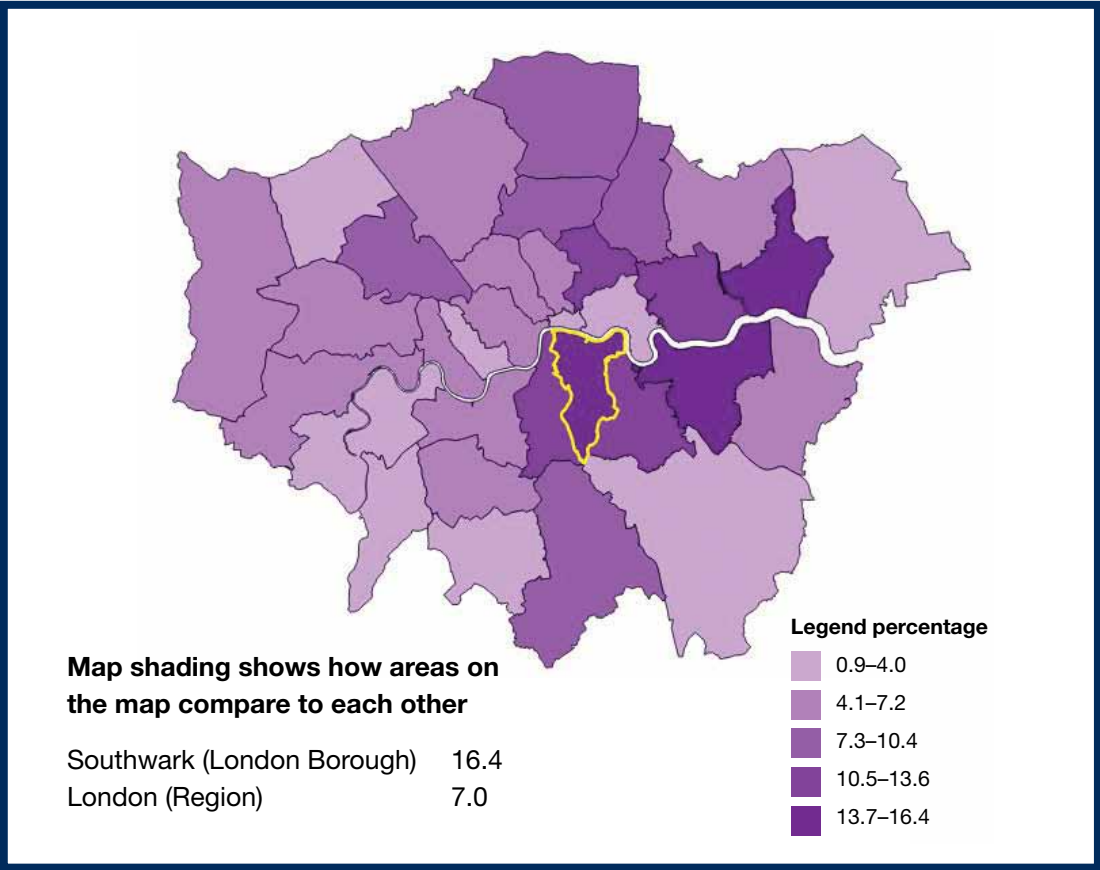 Map shading shows how areas on
the map compare to each other
Southwark (London Borough) 16.4
London (Region) 7.0
Legend percentage
0.9–4.0
4.1–7.2
7.3–10.4
10.5–13.6
13.7–16.4